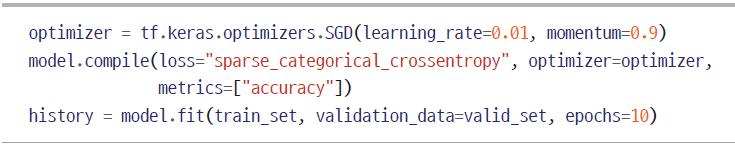 optimizer = tf.keras.optimizers.SGD(learning_rate=0.01, momentum=0.9)
model.compile(loss="sparse_categorical_crossentropy", optimizer=optimizer,
              metrics=["accuracy"])
history = model.fit(train_set, validation_data=valid_set, epochs=10)